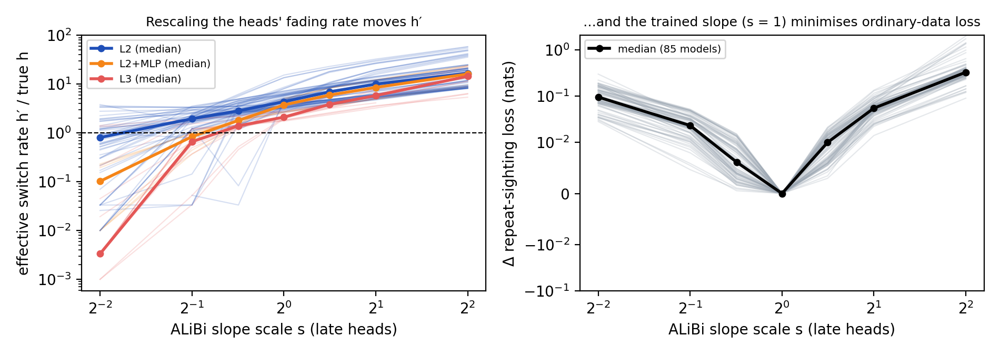 Rescaling the heads' fading rate moves h′
10²
10¹
10⁰
10⁻¹
10⁻²
10⁻³
effective switch rate h′ / true h
L2 (median)
L2+MLP (median)
L3 (median)
2⁻²
2⁻¹
2⁰
2¹
2²
ALiBi slope scale s (late heads)
...and the trained slope (s = 1) minimises ordinary-data loss
10⁰
10⁻¹
10⁻²
0
−10⁻²
−10⁻¹
Δ repeat-sighting loss (nats)
median (85 models)
2⁻²
2⁻¹
2⁰
2¹
2²
ALiBi slope scale s (late heads)